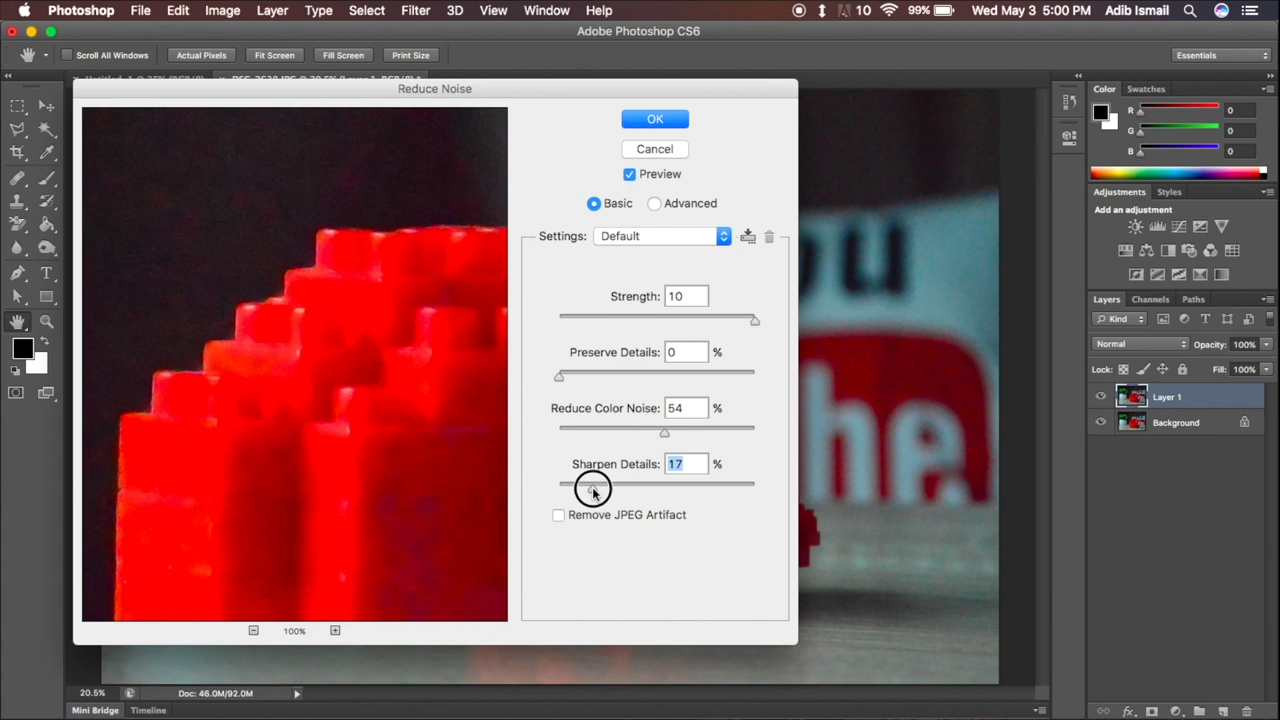 Photoshop File Edit Image Layer Type Select Filter 3D View Window Help 10 99% Wed May 3 5:00 PM Adib Ismail
Adobe Photoshop CS6
Scroll All Windows Actual Pixels Fit Screen Fill Screen Print Size Essentials
Reduce Noise
Color Swatches
R 0
G 0
B 0
OK
Cancel
Preview
Basic Advanced
Settings: Default
Strength: 10
Preserve Details: 0 %
Reduce Color Noise: 54 %
Sharpen Details: 17 %
Remove JPEG Artifact
100%
Adjustments Styles
Add an adjustment
ou
he.
Layers Channels Paths
Kind
Normal Opacity: 100%
Lock: Fill: 100%
Layer 1
Background
20.5% Doc: 46.0M/92.0M
Mini Bridge Timeline